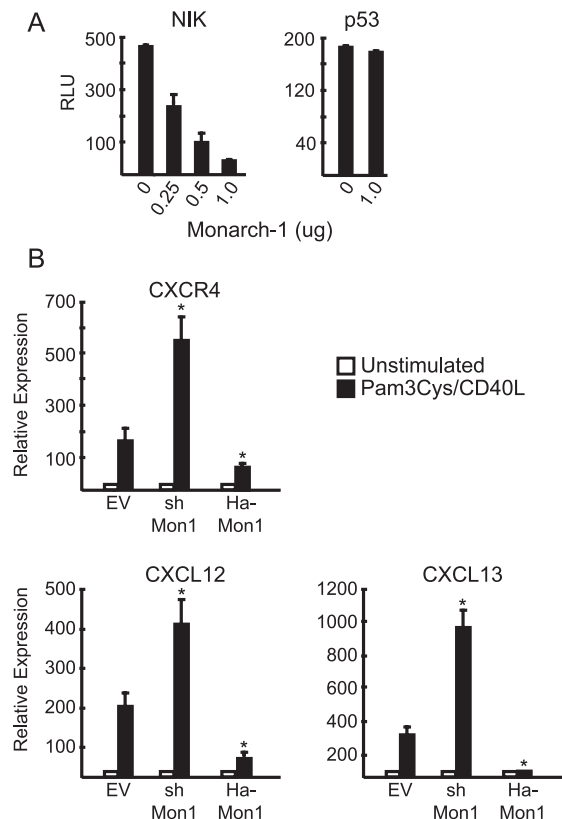 A
NIK
p53
RLU
500
300
100
0
0.25
0.5
1.0
200
160
120
80
40
0
1.0
Monarch-1 (ug)
B
CXCR4
Relative Expression
700
500
300
100
EV
sh Mon1
Ha-Mon1
Unstimulated
Pam3Cys/CD40L
CXCL12
Relative Expression
500
400
300
200
100
EV
sh Mon1
Ha-Mon1
CXCL13
1200
1000
800
600
400
200
EV
sh Mon1
Ha-Mon1
*
*
*
*
*
*